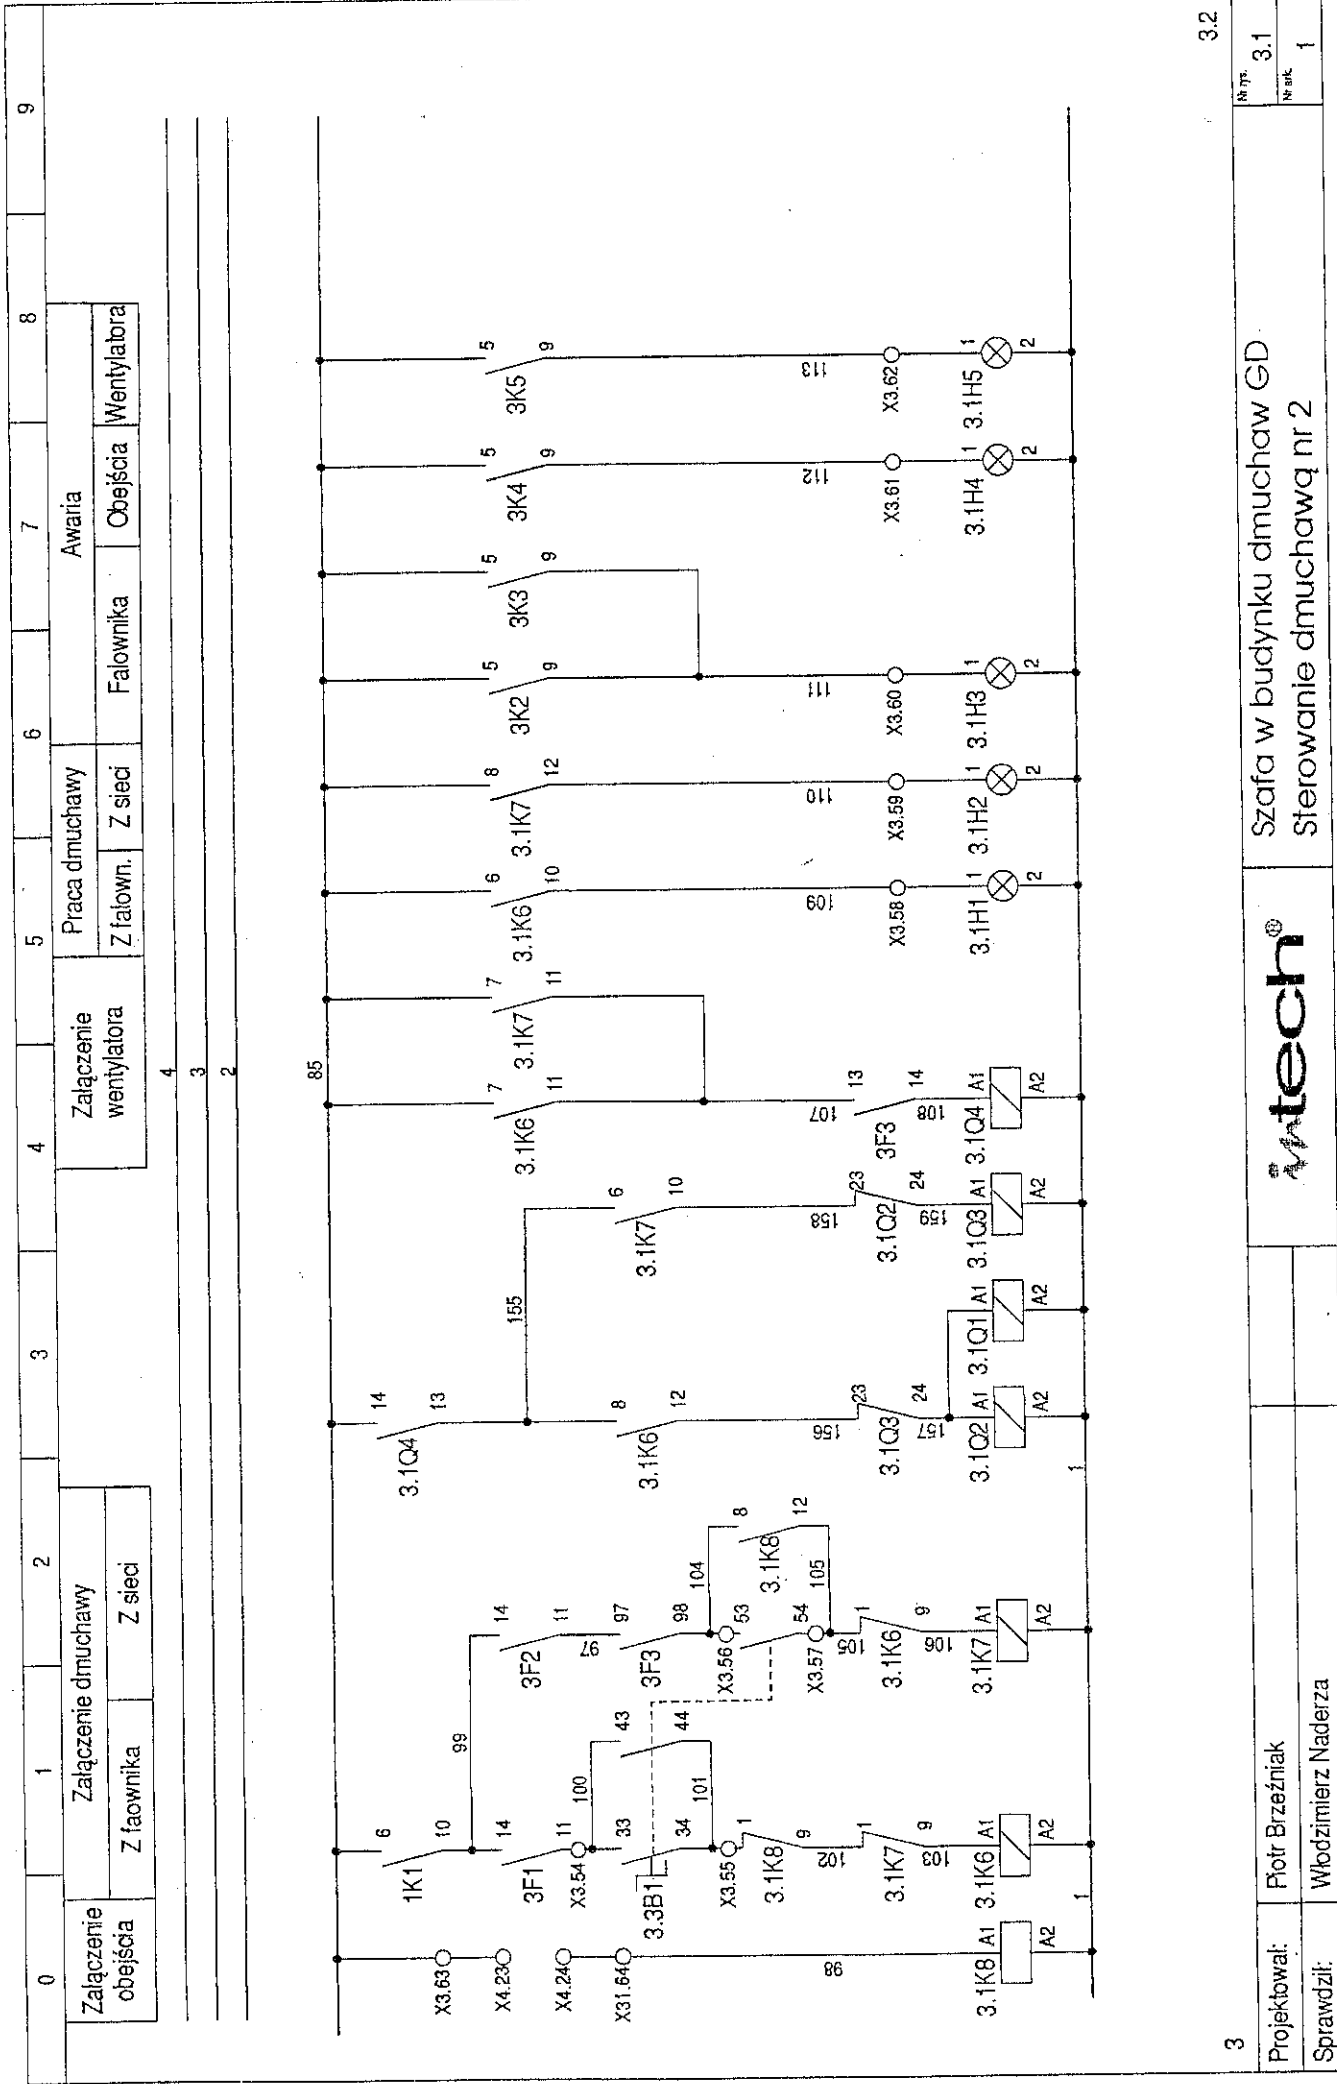 0 1 2 3 4 5 6 7 8 9
Załączenie
obejścia
Załączenie dmuchawy
Z faownika
Z sieci
Załączenie
wentylatora
Praca dmuchawy
Z falown.
Z sieci
Awaria
Falownika
Obejścia
Wentylatora
4
3
2
85
X3.63
X4.23
X4.24
X31.64
98
3.1K8 A1
A2
6
1K1
10
99
14
3F1
11
X3.54
100
33
43
3.3B1
34
44
101
X3.55
1
3.1K8
9
102
1
3.1K7
9
103
3.1K6 A1
A2
1
14
3F2
11
97
97
3F3
98
104
X3.56
53
8
3.1K8
12
54
X3.57
105
105
1
3.1K6
9
106
3.1K7 A1
A2
14
3.1Q4
13
155
8
3.1K6
12
156
23
3.1Q3
24
157
3.1Q2 A1
A2
1
3.1Q1 A1
A2
6
3.1K7
10
158
23
3.1Q2
24
159
3.1Q3 A1
A2
7
3.1K6
11
107
13
3F3
14
108
3.1Q4 A1
A2
7
3.1K7
11
6
3.1K6
10
109
X3.58
3.1H1 1
2
8
3.1K7
12
110
X3.59
3.1H2 1
2
5
3K2
9
111
X3.60
3.1H3 1
2
5
3K3
9
5
3K4
9
112
X3.61
3.1H4 1
2
5
3K5
9
113
X3.62
3.1H5 1
2
3
3.2
Projektował: Piotr Brzeźniak
Sprawdził: Włodzimierz Naderza
intech®
Szafa w budynku dmuchaw GD
Sterowanie dmuchawą nr 2
Nr rys.
3.1
Nr ark.
1